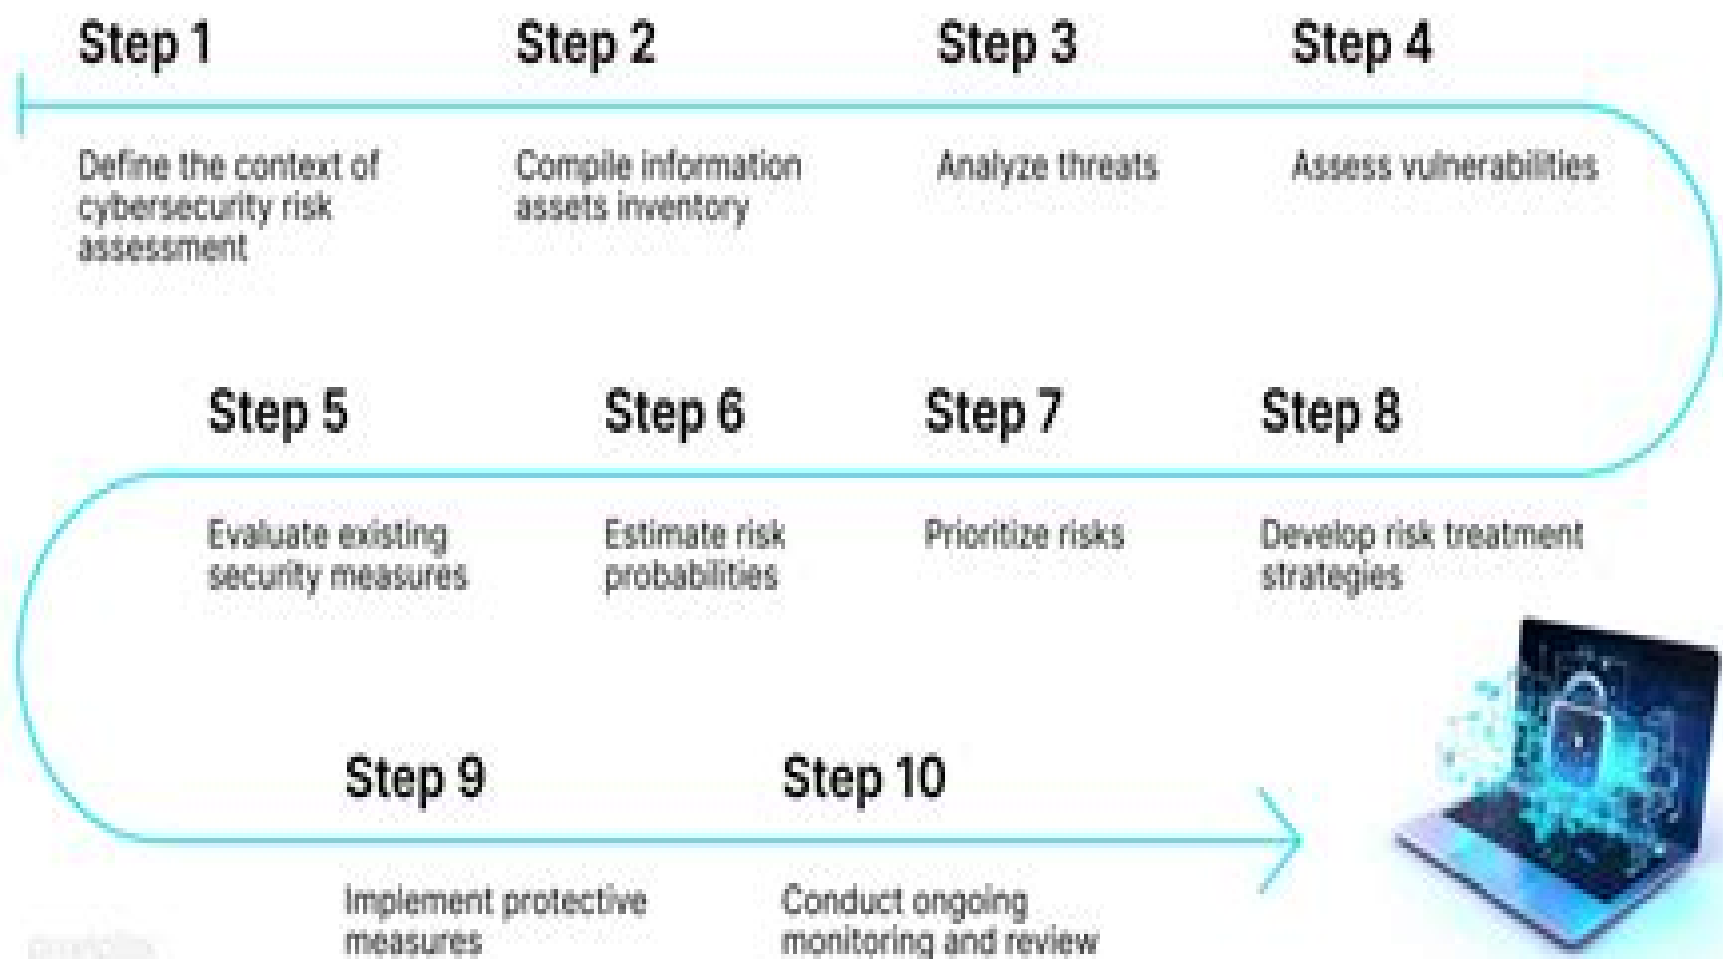 Step 1
Define the context of
cybersecurity risk
assessment
Step 2
Compile information
assets inventory
Step 3
Analyze threats
Step 4
Assess vulnerabilities
Step 5
Evaluate existing
security measures
Step 6
Estimate risk
probabilities
Step 7
Prioritize risks
Step 8
Develop risk treatment
strategies
Step 9
Implement protective
measures
Step 10
Conduct ongoing
monitoring and review